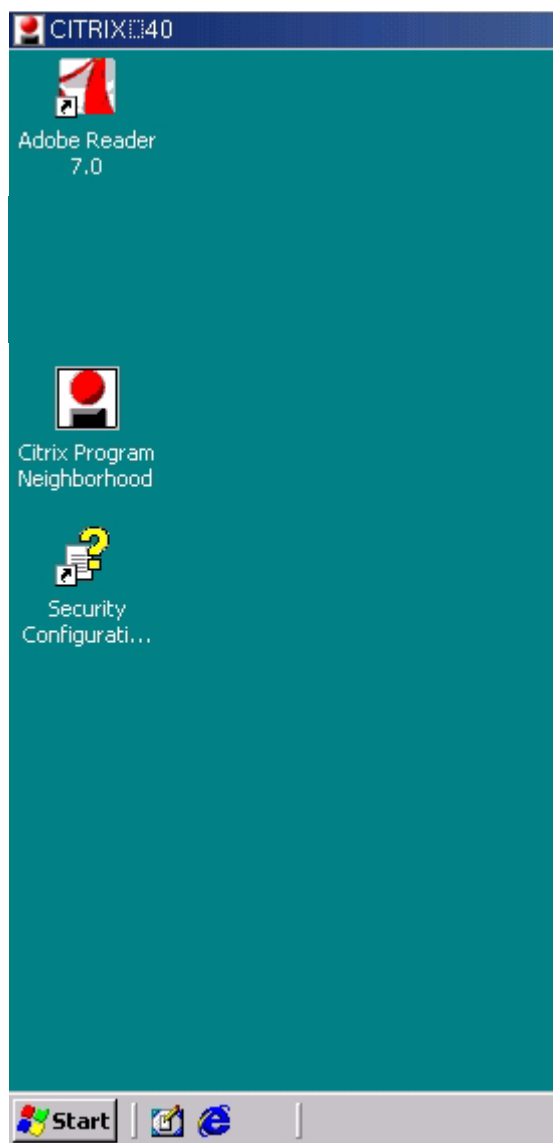 CITRIX 40
Adobe Reader
7.0
Citrix Program
Neighborhood
Security
Configurati...
Start